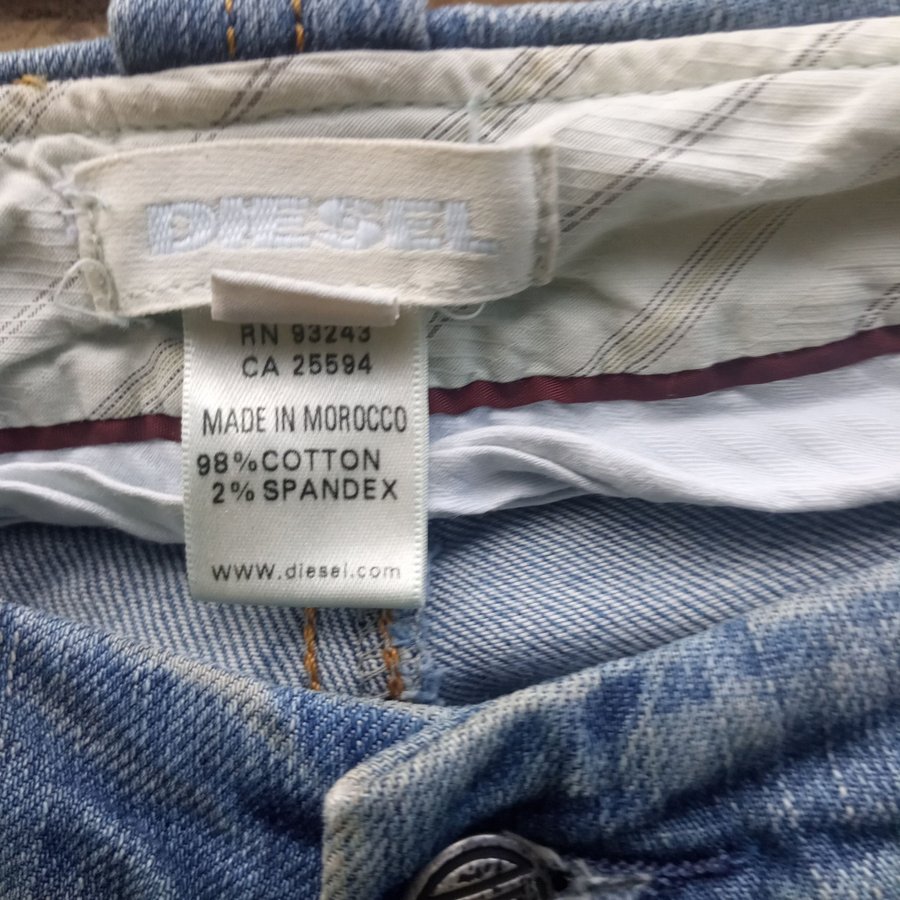 DIESEL
RN 93243
CA 25594
MADE IN MOROCCO
98% COTTON
2% SPANDEX
www.diesel.com